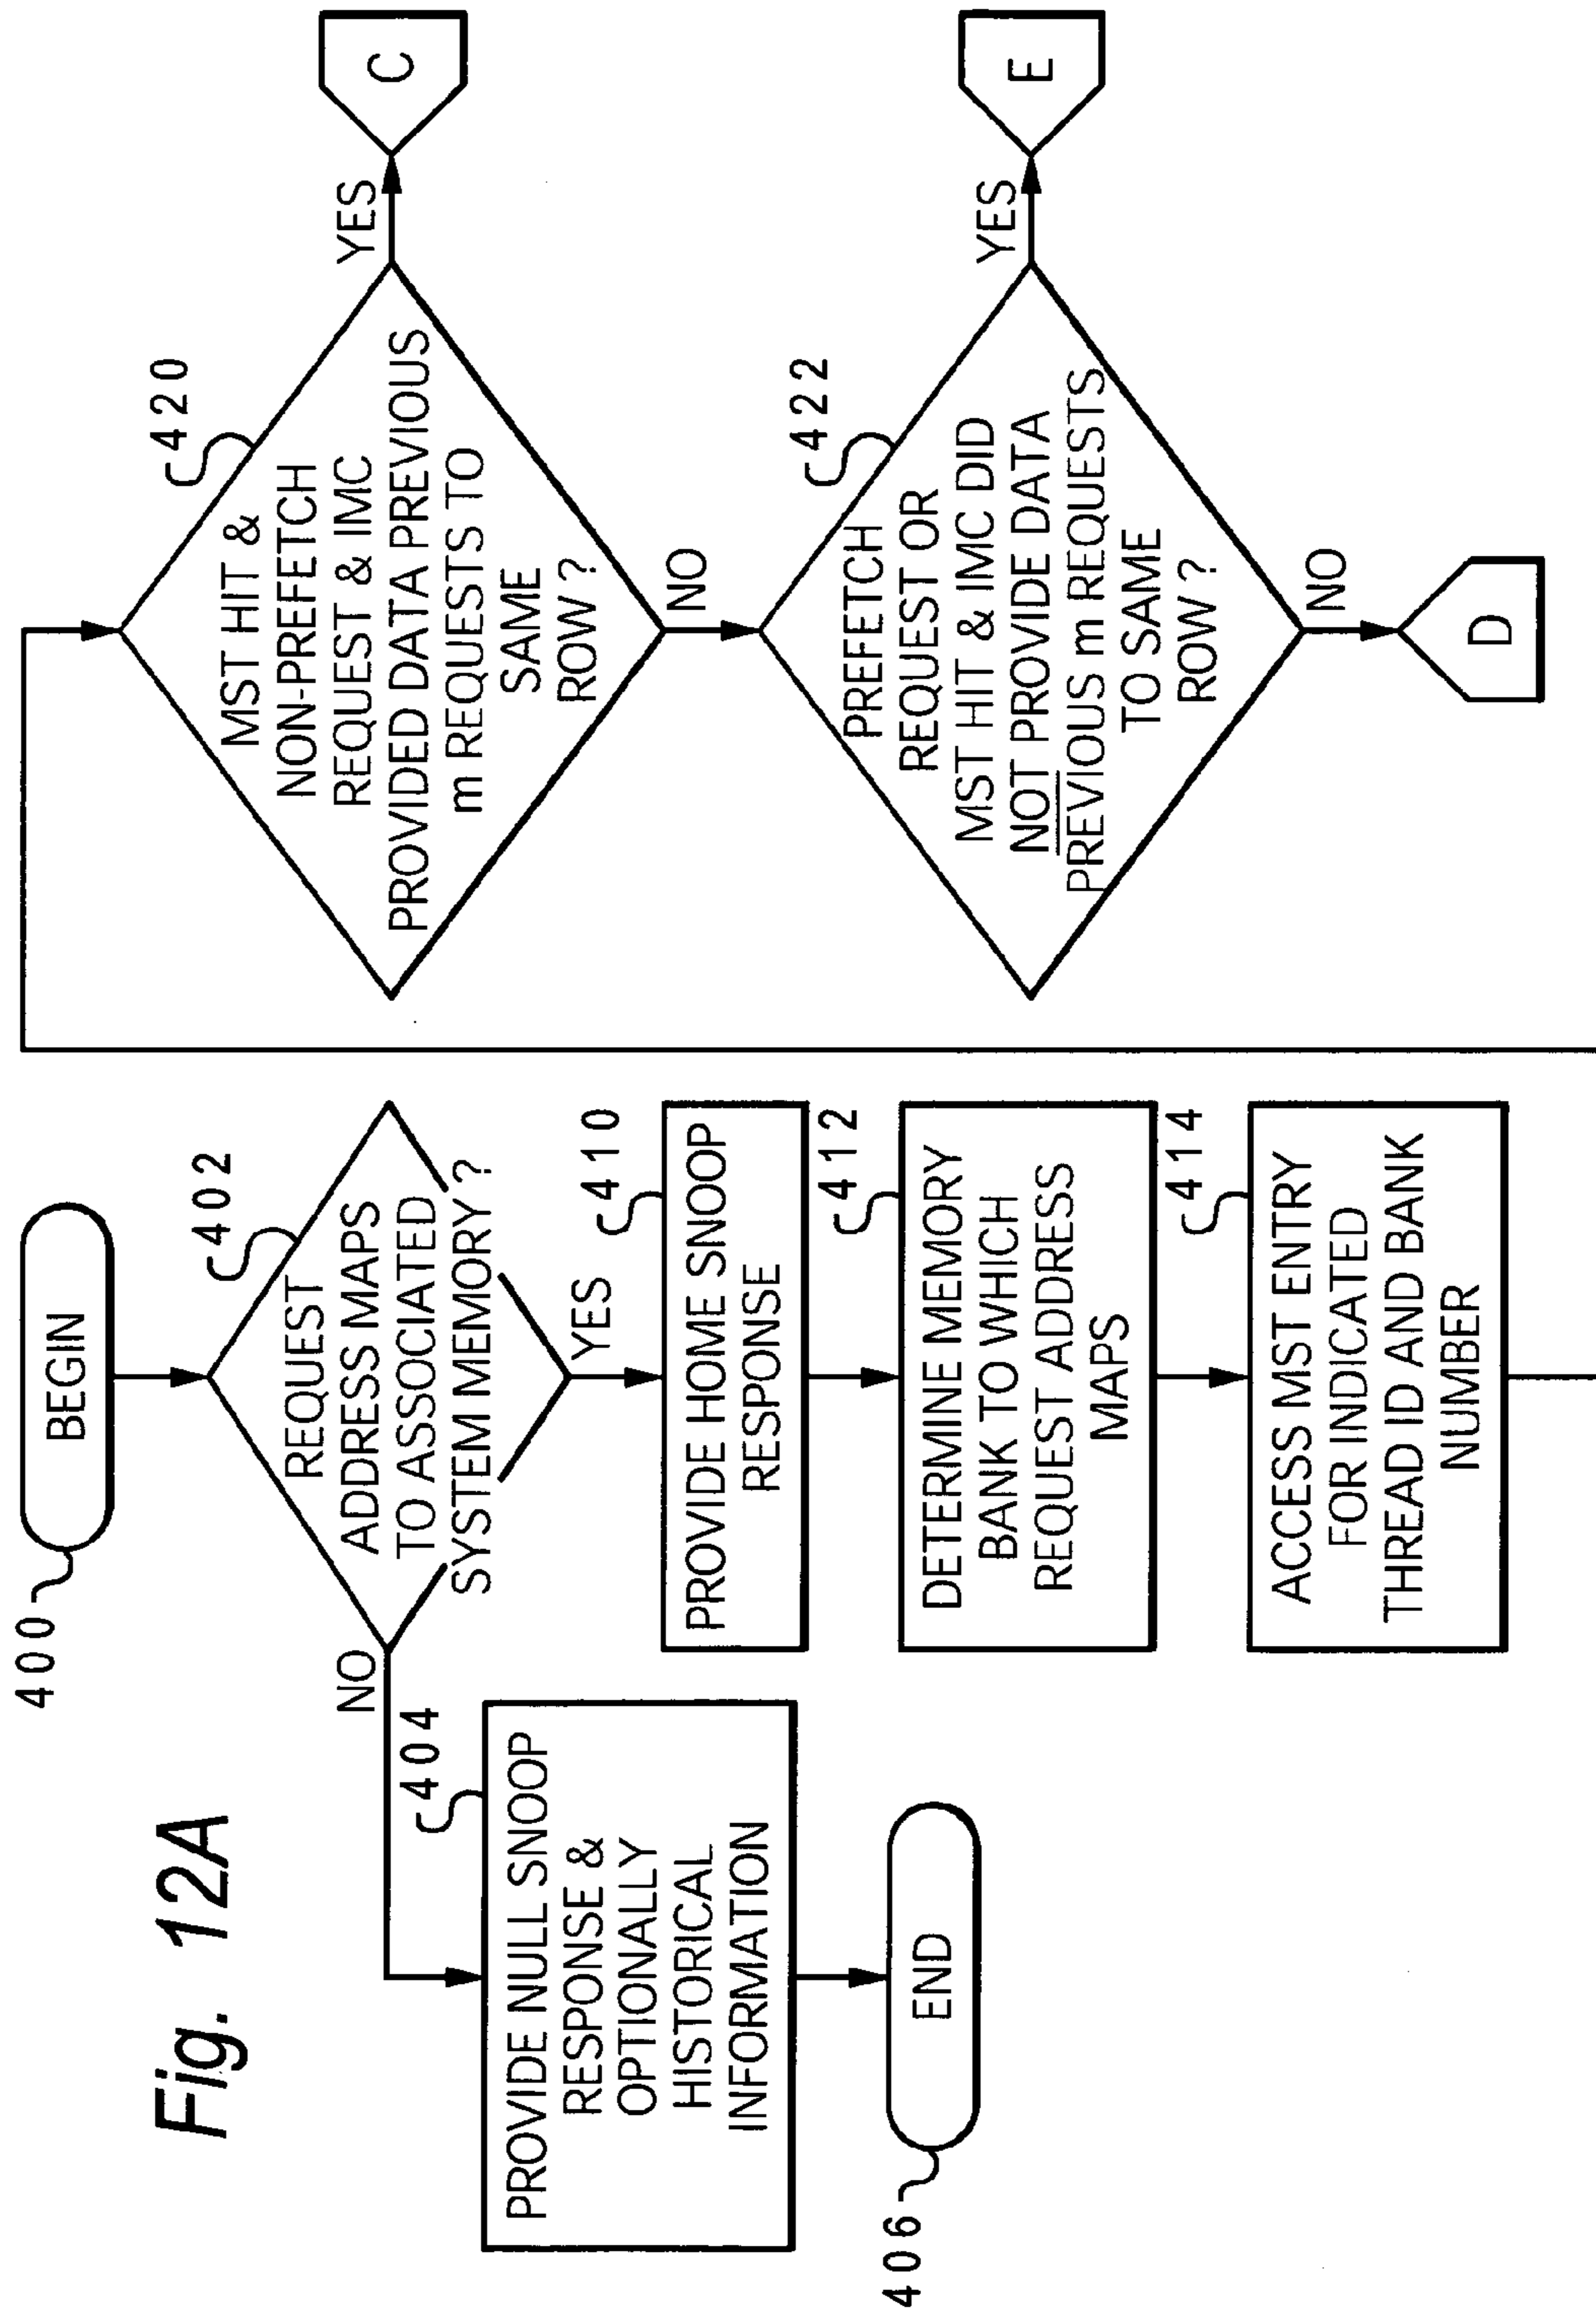 Fig. 12A
400
BEGIN
402
REQUEST
ADDRESS MAPS
TO ASSOCIATED
SYSTEM MEMORY ?
NO
YES
404
PROVIDE NULL SNOOP
RESPONSE &
OPTIONALLY
HISTORICAL
INFORMATION
406
END
410
PROVIDE HOME SNOOP
RESPONSE
412
DETERMINE MEMORY
BANK TO WHICH
REQUEST ADDRESS
MAPS
414
ACCESS MST ENTRY
FOR INDICATED
THREAD ID AND BANK
NUMBER
420
MST HIT &
NON-PREFETCH
REQUEST & IMC
PROVIDED DATA PREVIOUS
m REQUESTS TO
SAME
ROW ?
YES
C
NO
422
PREFETCH
REQUEST OR
MST HIT & IMC DID
NOT PROVIDE DATA
PREVIOUS m REQUESTS
TO SAME
ROW ?
YES
E
NO
D